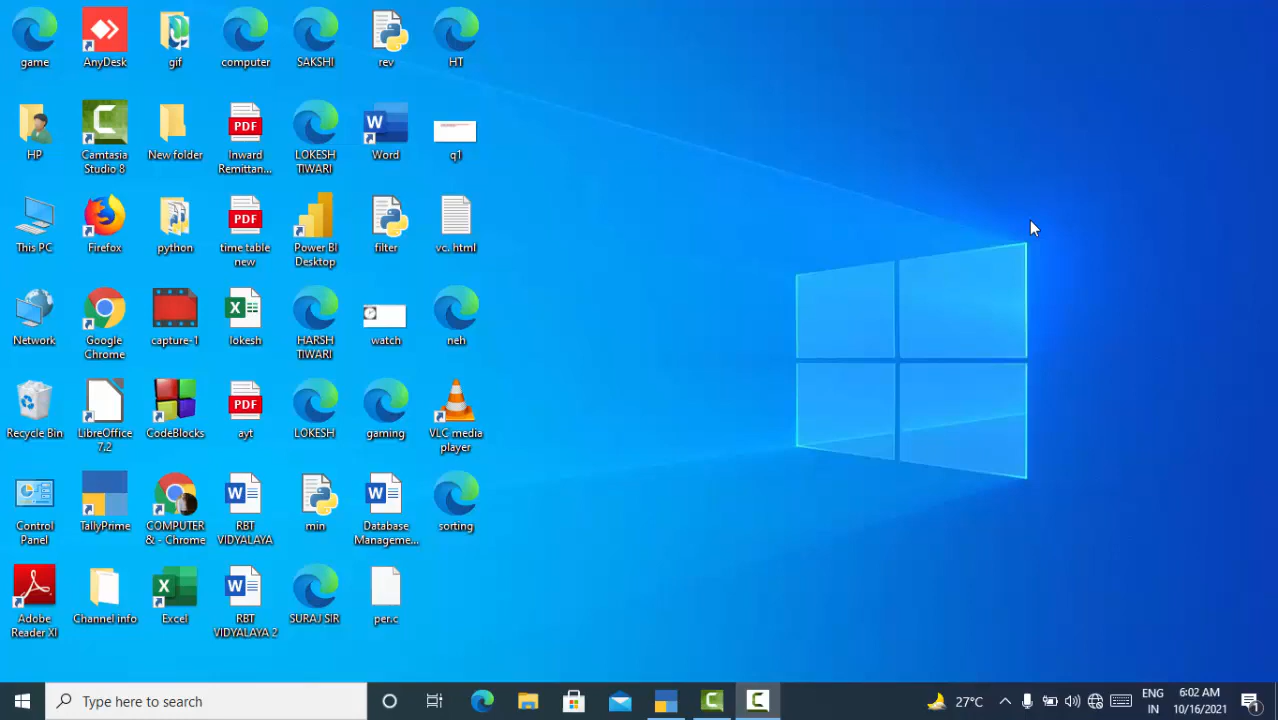 game
AnyDesk
gif
computer
SAKSHI
rev
HT
HP
Camtasia
Studio 8
New folder
PDF
Inward
Remittan...
LOKESH
TIWARI
Word
q1
This PC
Firefox
python
PDF
time table
new
Power BI
Desktop
filter
vc. html
Network
Google
Chrome
capture-1
lokesh
HARSH
TIWARI
watch
neh
Recycle Bin
LibreOffice
7.2
CodeBlocks
PDF
ayt
LOKESH
gaming
VLC media
player
Control
Panel
TallyPrime
COMPUTER
& - Chrome
RBT
VIDYALAYA
min
Database
Manageme...
sorting
Adobe
Reader XI
Channel info
Excel
RBT
VIDYALAYA 2
SURAJ SIR
per.c
Type here to search
27°C
ENG
IN
6:02 AM
10/16/2021
1